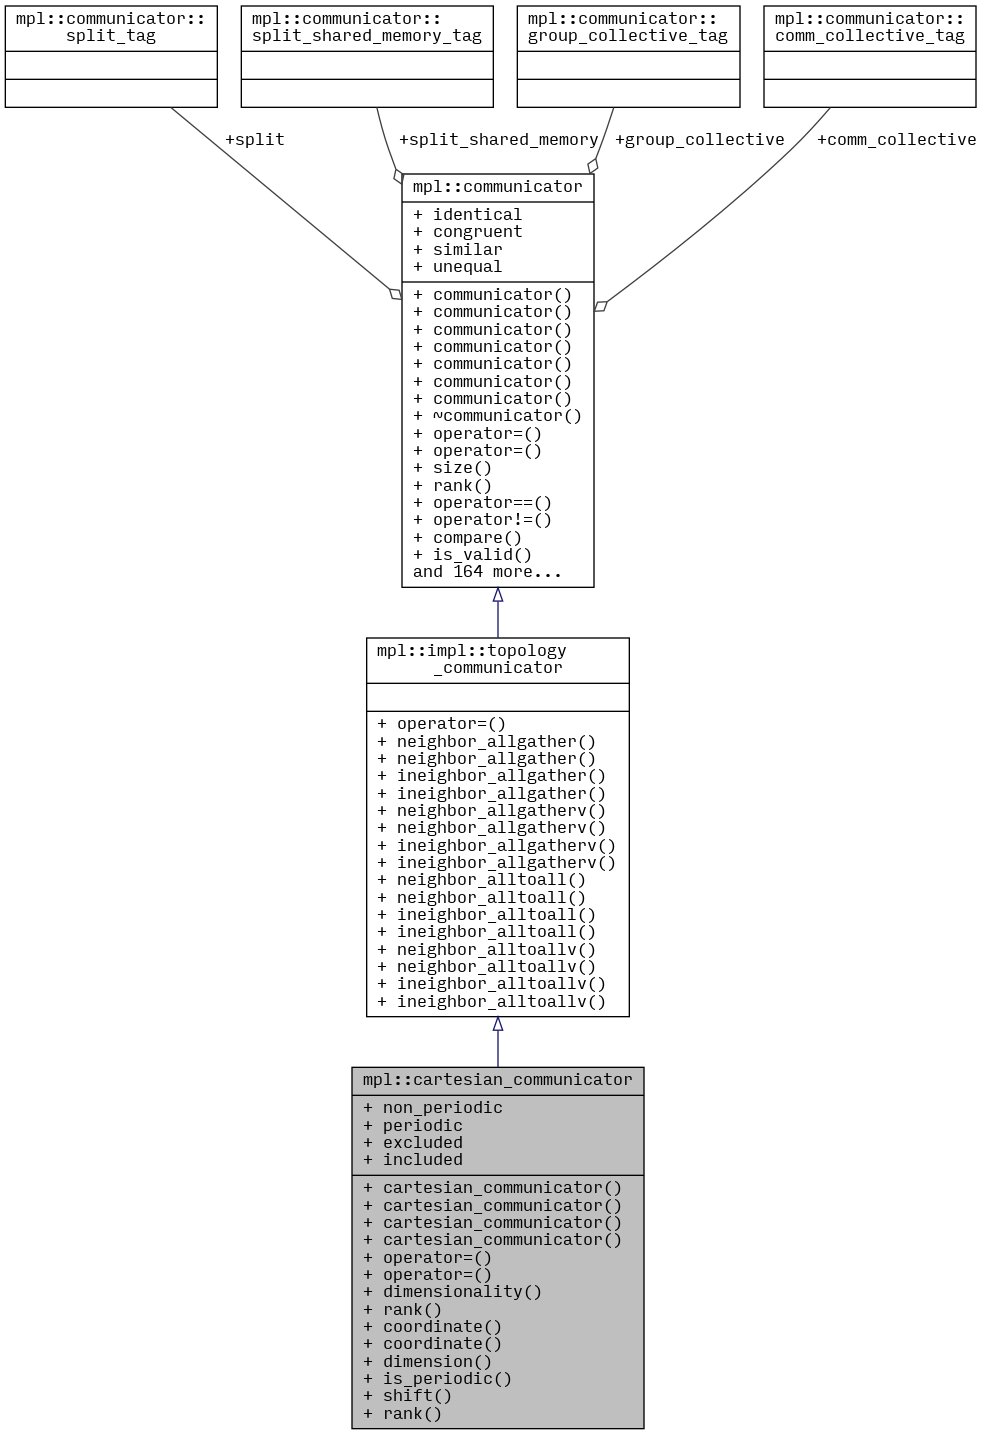 mpl::communicator::
split_tag
mpl::communicator::
split_shared_memory_tag
mpl::communicator::
group_collective_tag
mpl::communicator::
comm_collective_tag
+split
+split_shared_memory
+group_collective
+comm_collective
mpl::communicator
+ identical
+ congruent
+ similar
+ unequal
+ communicator()
+ communicator()
+ communicator()
+ communicator()
+ communicator()
+ communicator()
+ communicator()
+ ~communicator()
+ operator=()
+ operator=()
+ size()
+ rank()
+ operator==()
+ operator!=()
+ compare()
+ is_valid()
and 164 more...
mpl::impl::topology
_communicator
+ operator=()
+ neighbor_allgather()
+ neighbor_allgather()
+ ineighbor_allgather()
+ ineighbor_allgather()
+ neighbor_allgatherv()
+ neighbor_allgatherv()
+ ineighbor_allgatherv()
+ ineighbor_allgatherv()
+ neighbor_alltoall()
+ neighbor_alltoall()
+ ineighbor_alltoall()
+ ineighbor_alltoall()
+ neighbor_alltoallv()
+ neighbor_alltoallv()
+ ineighbor_alltoallv()
+ ineighbor_alltoallv()
mpl::cartesian_communicator
+ non_periodic
+ periodic
+ excluded
+ included
+ cartesian_communicator()
+ cartesian_communicator()
+ cartesian_communicator()
+ cartesian_communicator()
+ operator=()
+ operator=()
+ dimensionality()
+ rank()
+ coordinate()
+ coordinate()
+ dimension()
+ is_periodic()
+ shift()
+ rank()